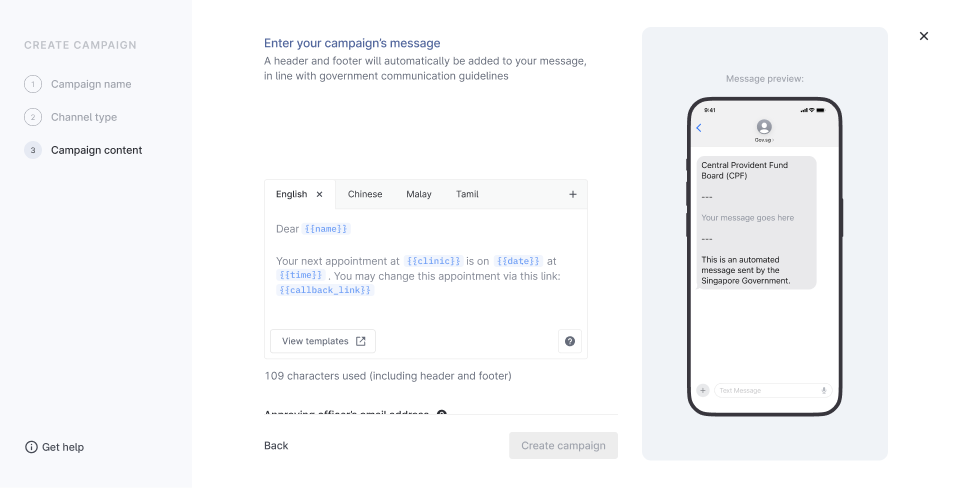 CREATE CAMPAIGN
1 Campaign name
2 Channel type
3 Campaign content
Get help
Enter your campaign's message
A header and footer will automatically be added to your message,
in line with government communication guidelines
English × Chinese Malay Tamil +
Dear {{name}}
Your next appointment at {{clinic}} is on {{date}} at
{{time}} . You may change this appointment via this link:
{{callback_link}}
View templates
109 characters used (including header and footer)
Approving officer's email address
Back
Create campaign
Message preview:
9:41
Gov.sg
Central Provident Fund
Board (CPF)
---
Your message goes here
---
This is an automated
message sent by the
Singapore Government.
Text Message